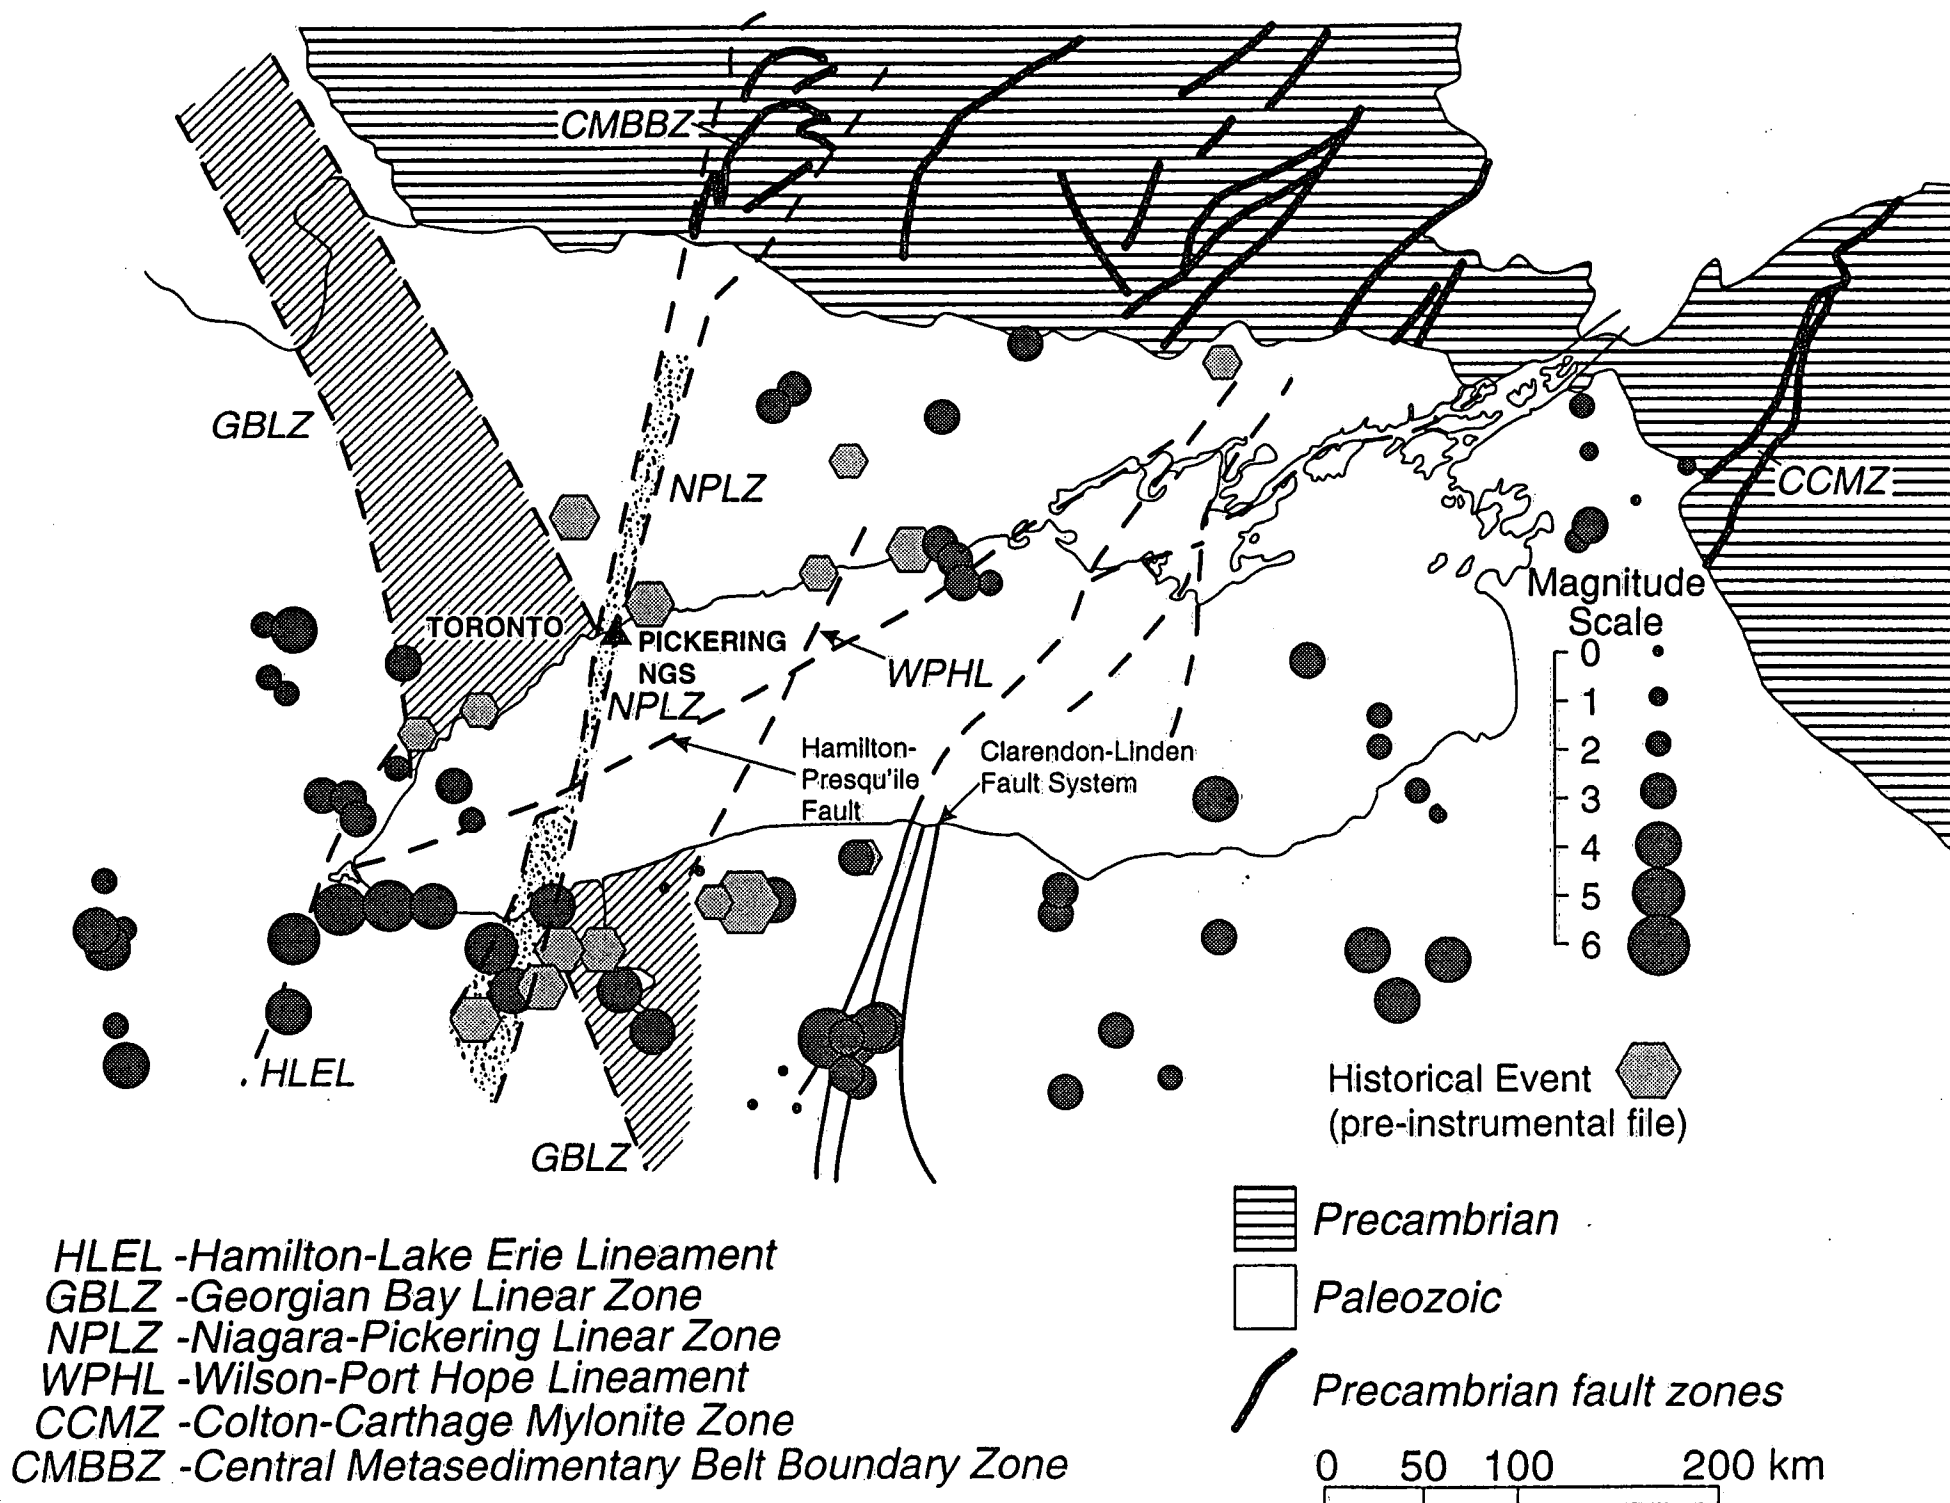 CMBBZ
GBLZ
NPLZ
CCMZ
Magnitude
Scale
0
1
2
3
4
5
6
TORONTO
PICKERING
NGS
NPLZ
WPHL
Hamilton-
Presqu'ile
Fault
Clarendon-Linden
Fault System
HLEL
GBLZ
Historical Event
(pre-instrumental file)
Precambrian
Paleozoic
Precambrian fault zones
0 50 100 200 km
HLEL -Hamilton-Lake Erie Lineament
GBLZ -Georgian Bay Linear Zone
NPLZ -Niagara-Pickering Linear Zone
WPHL -Wilson-Port Hope Lineament
CCMZ -Colton-Carthage Mylonite Zone
CMBBZ -Central Metasedimentary Belt Boundary Zone